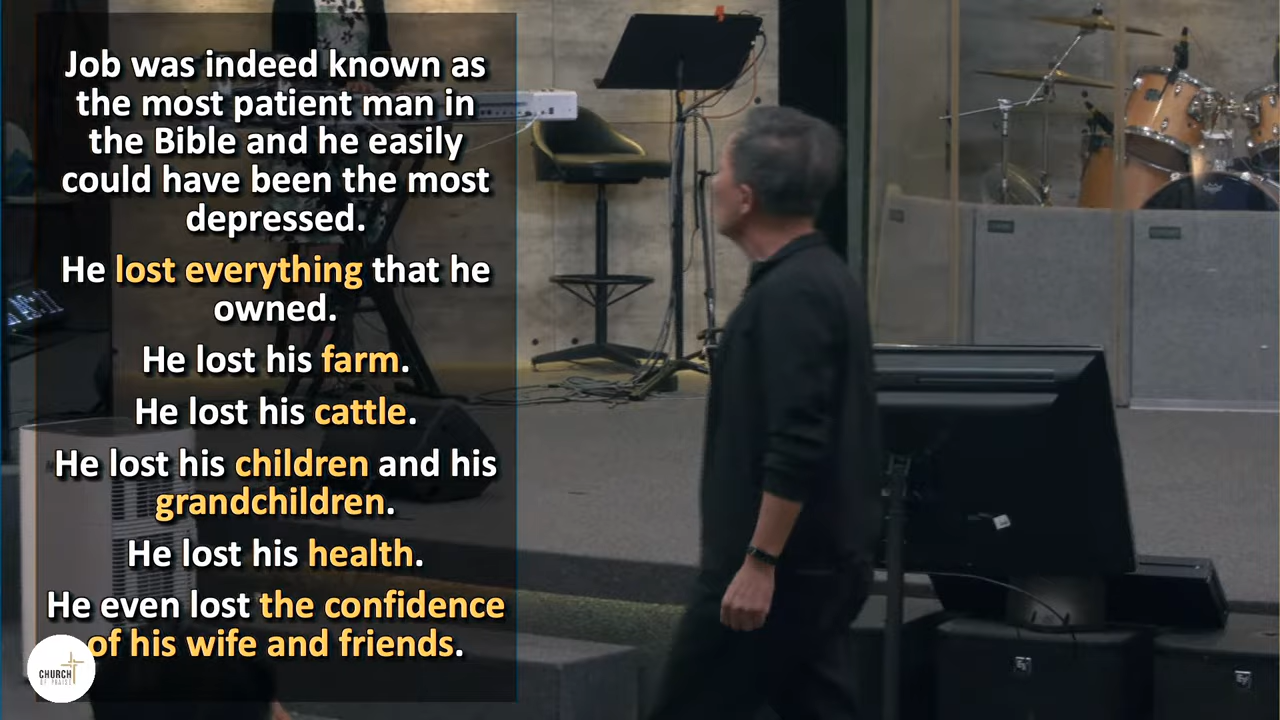 Job was indeed known as
the most patient man in
the Bible and he easily
could have been the most
depressed.
He lost everything that he
owned.
He lost his farm.
He lost his cattle.
He lost his children and his
grandchildren.
He lost his health.
He even lost the confidence
of his wife and friends.
CHURCH
OF PRAISE